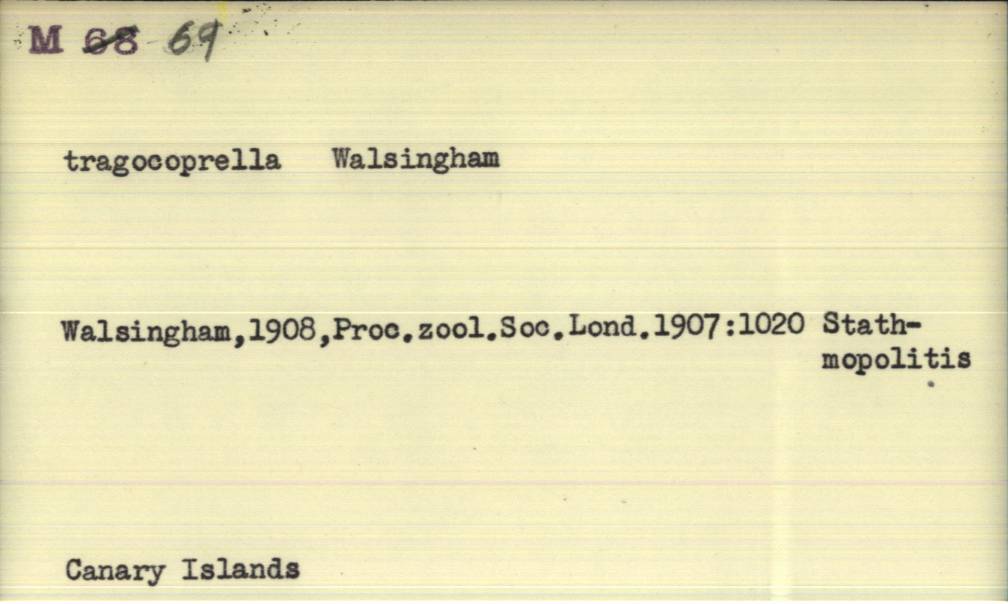 M 68 69
tragocoprella Walsingham
Walsingham,1908,Proc.zool.Soc.Lond.1907:1020 Stath-
mopolitis
Canary Islands